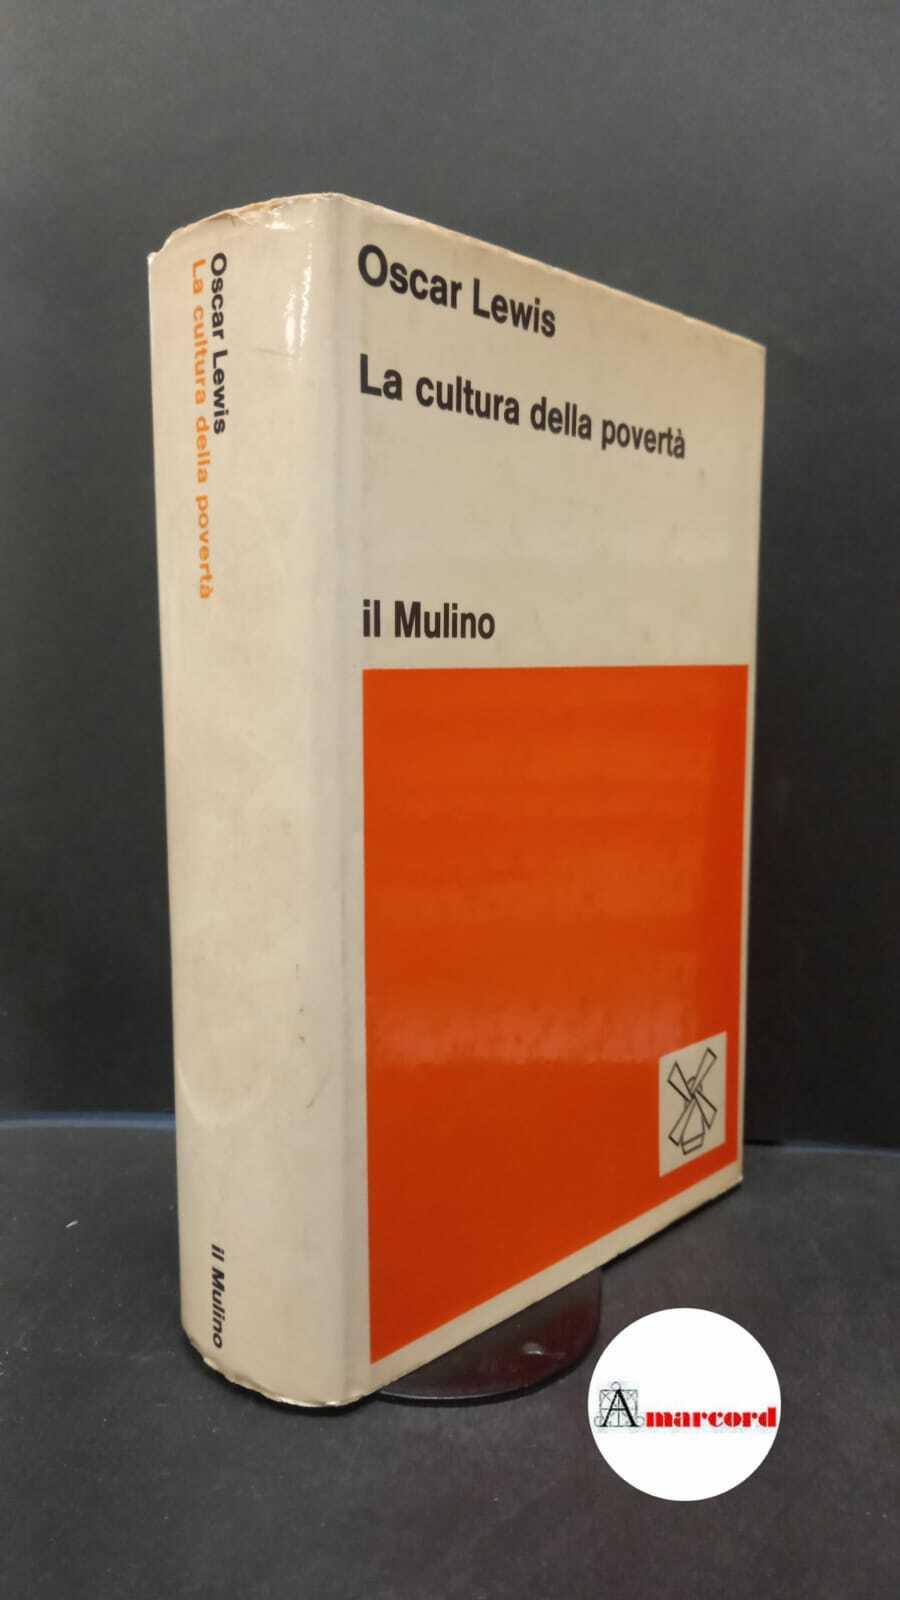 Oscar Lewis
La cultura della povertà
il Mulino
Oscar Lewis
La cultura della povertà
il Mulino
Amarcord